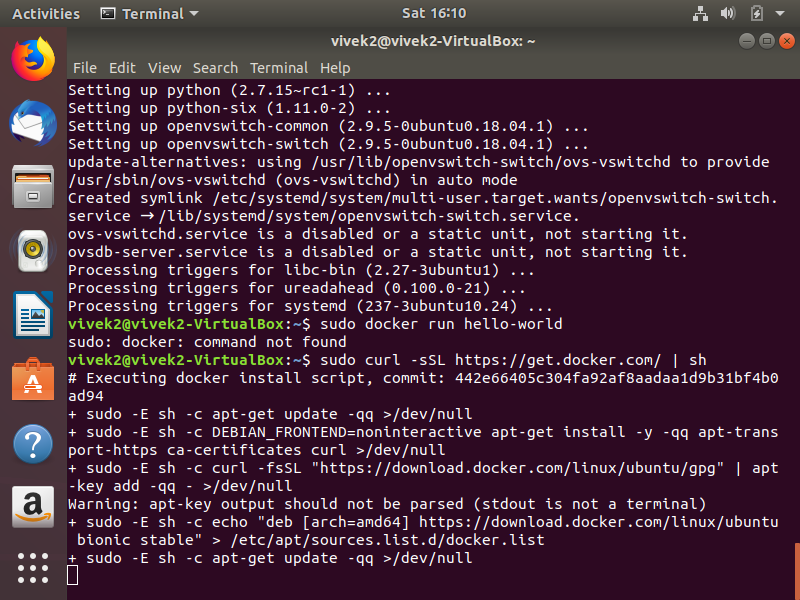 Activities Terminal Sat 16:10
vivek2@vivek2-VirtualBox: ~
File Edit View Search Terminal Help
Setting up python (2.7.15~rc1-1) ...
Setting up python-six (1.11.0-2) ...
Setting up openvswitch-common (2.9.5-0ubuntu0.18.04.1) ...
Setting up openvswitch-switch (2.9.5-0ubuntu0.18.04.1) ...
update-alternatives: using /usr/lib/openvswitch-switch/ovs-vswitchd to provide
/usr/sbin/ovs-vswitchd (ovs-vswitchd) in auto mode
Created symlink /etc/systemd/system/multi-user.target.wants/openvswitch-switch.
service → /lib/systemd/system/openvswitch-switch.service.
ovs-vswitchd.service is a disabled or a static unit, not starting it.
ovsdb-server.service is a disabled or a static unit, not starting it.
Processing triggers for libc-bin (2.27-3ubuntu1) ...
Processing triggers for ureadahead (0.100.0-21) ...
Processing triggers for systemd (237-3ubuntu10.24) ...
vivek2@vivek2-VirtualBox:~$ sudo docker run hello-world
sudo: docker: command not found
vivek2@vivek2-VirtualBox:~$ sudo curl -sSL https://get.docker.com/ | sh
# Executing docker install script, commit: 442e66405c304fa92af8aadaa1d9b31bf4b0
ad94
+ sudo -E sh -c apt-get update -qq >/dev/null
+ sudo -E sh -c DEBIAN_FRONTEND=noninteractive apt-get install -y -qq apt-trans
port-https ca-certificates curl >/dev/null
+ sudo -E sh -c curl -fsSL "https://download.docker.com/linux/ubuntu/gpg" | apt
-key add -qq - >/dev/null
Warning: apt-key output should not be parsed (stdout is not a terminal)
+ sudo -E sh -c echo "deb [arch=amd64] https://download.docker.com/linux/ubuntu
 bionic stable" > /etc/apt/sources.list.d/docker.list
+ sudo -E sh -c apt-get update -qq >/dev/null